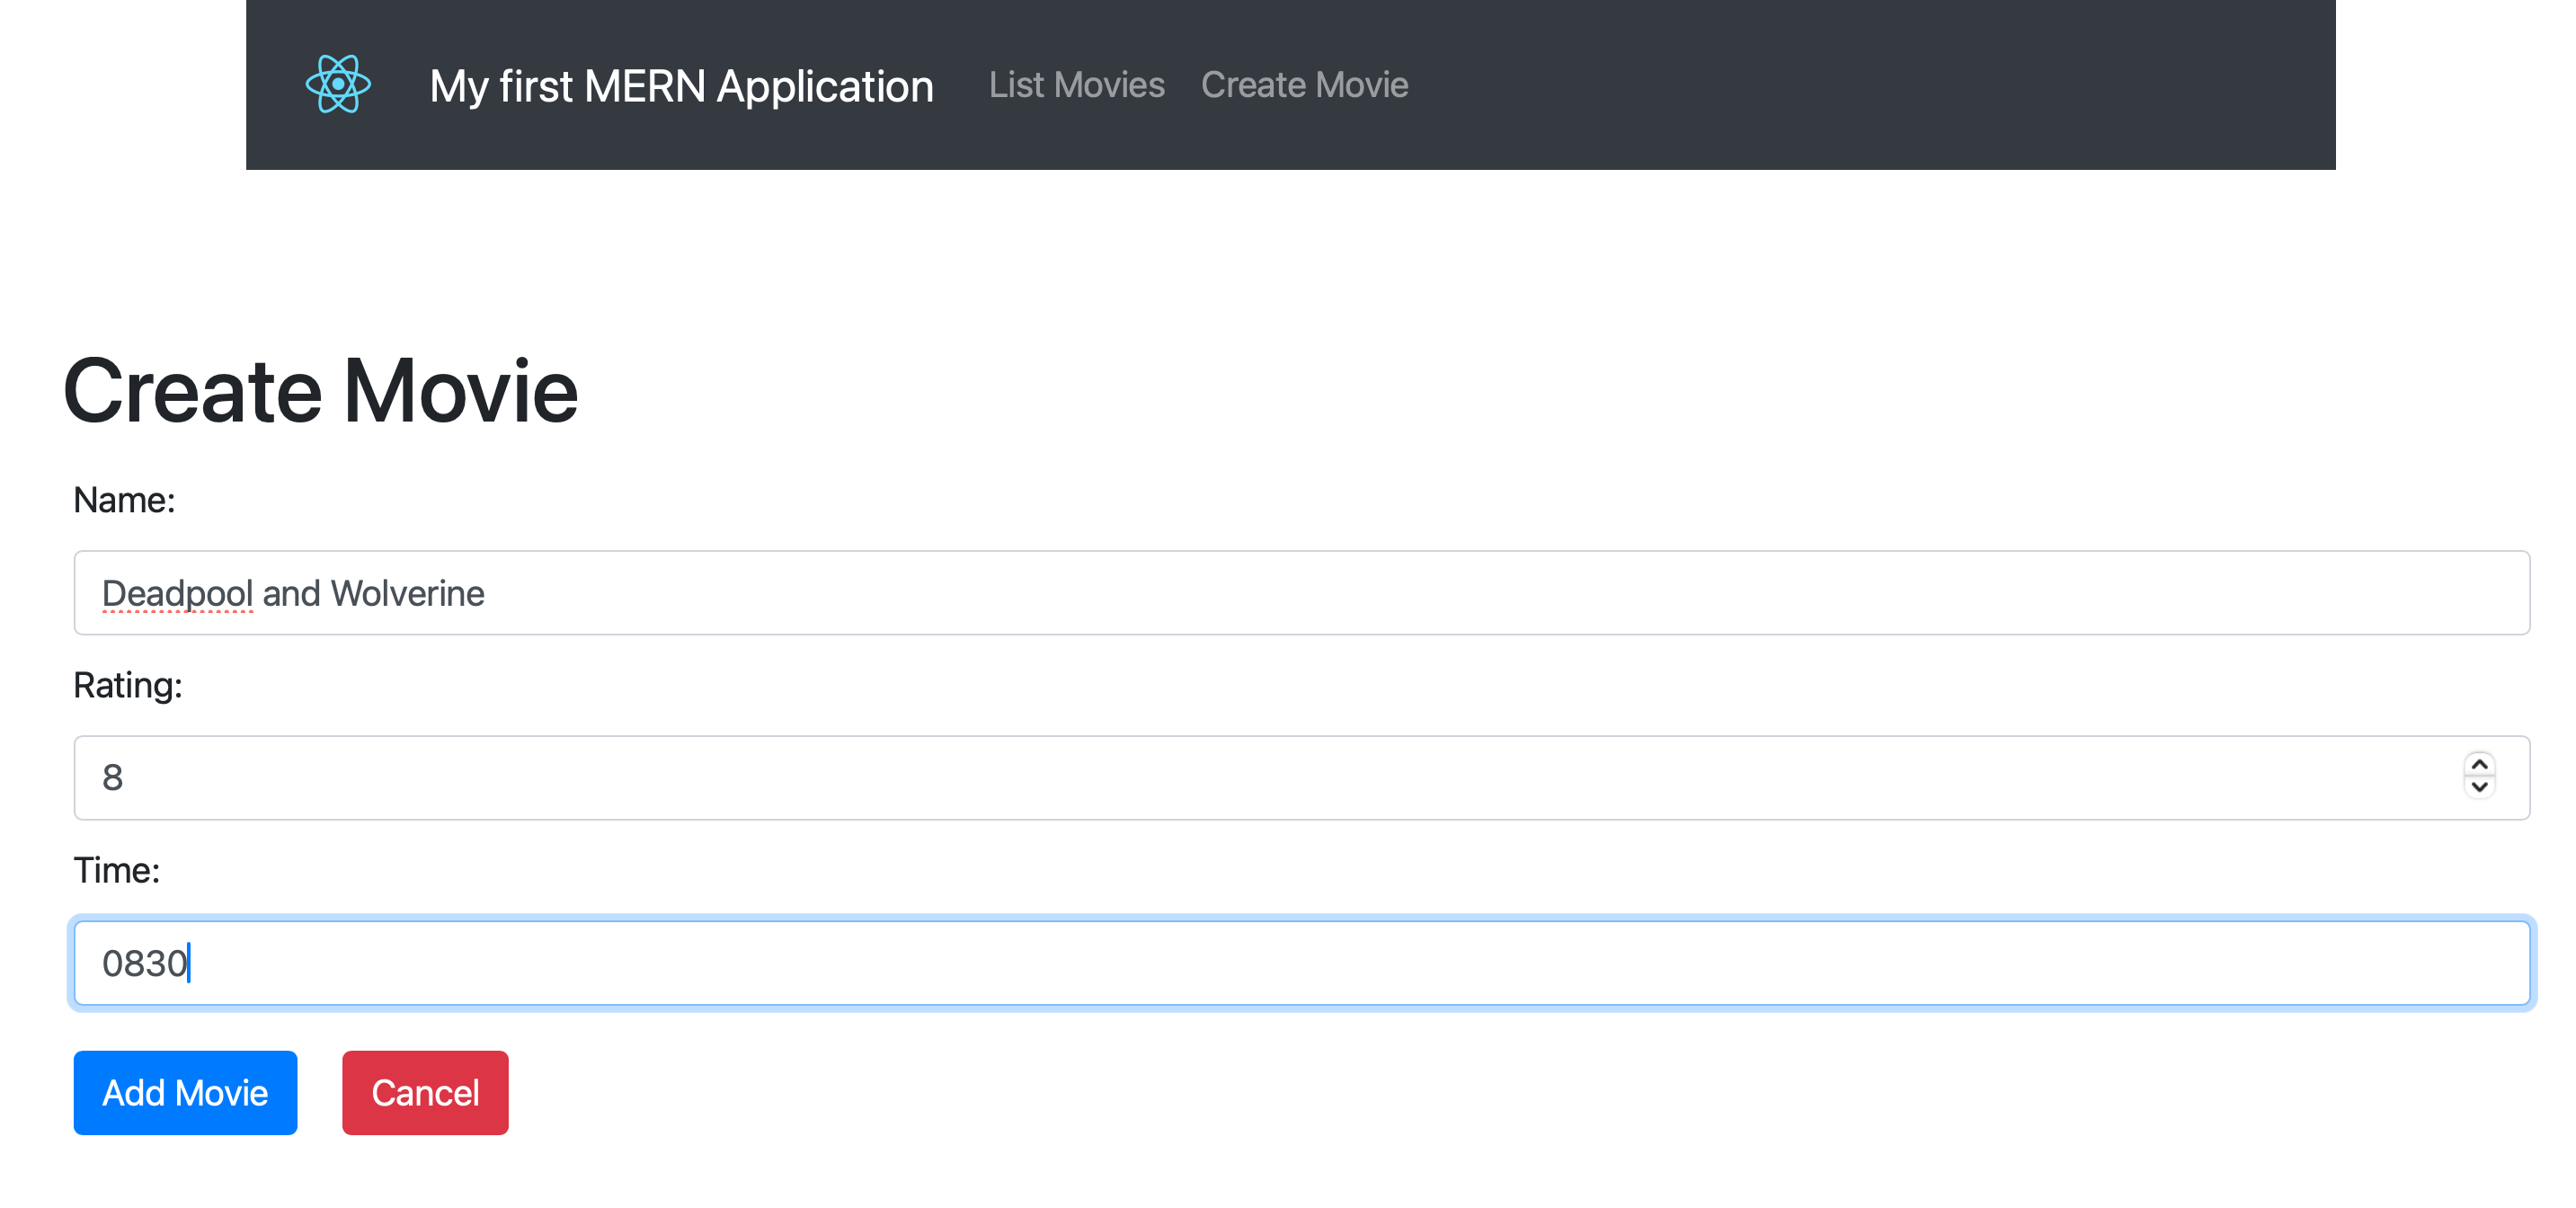 My first MERN Application List Movies Create Movie
Create Movie
Name:
Deadpool and Wolverine
Rating:
8
Time:
0830
Add Movie Cancel